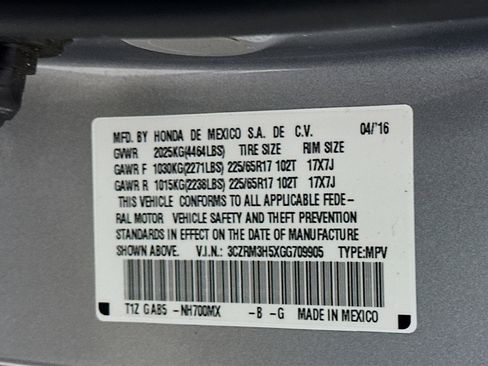 MFD. BY HONDA DE MEXICO S.A. DE C.V. 04/'16
GVWR 2025KG(4464LBS) TIRE SIZE RIM SIZE
GAWR F 1030KG(2271LBS) 225/65R17 102T 17X7J
GAWR R 1015KG(2238LBS) 225/65R17 102T 17X7J
THIS VEHICLE CONFORMS TO ALL APPLICABLE FEDE-
RAL MOTOR VEHICLE SAFETY AND THEFT PREVENTION
STANDARDS IN EFFECT ON THE DATE OF MANUFACTURE
SHOWN ABOVE. V.I.N.: 3CZRM3H5XGG709905 TYPE:MPV
T1Z GAB5 -NH700MX -B -G MADE IN MEXICO